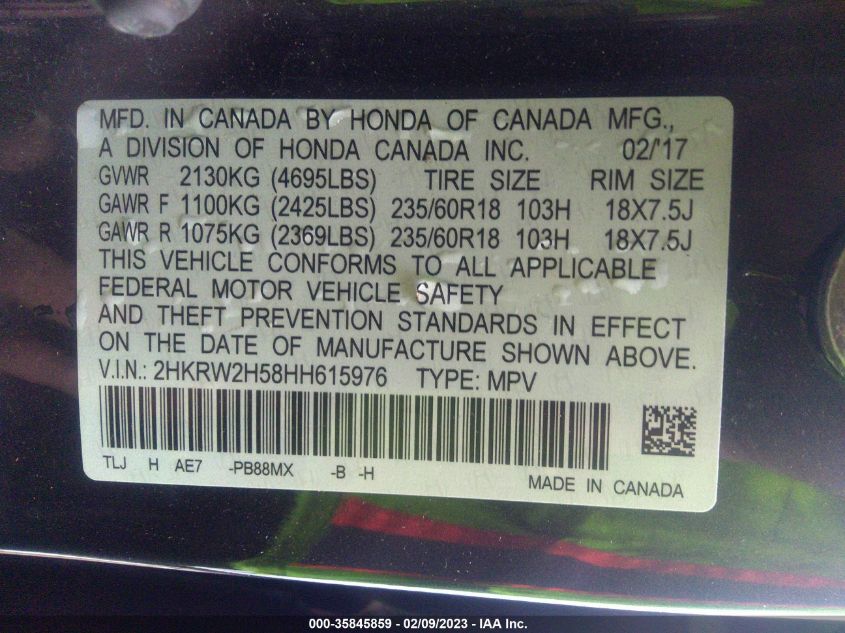 MFD. IN CANADA BY HONDA OF CANADA MFG.,
A DIVISION OF HONDA CANADA INC. 02/'17
GVWR 2130KG (4695LBS) TIRE SIZE RIM SIZE
GAWR F 1100KG (2425LBS) 235/60R18 103H 18X7.5J
GAWR R 1075KG (2369LBS) 235/60R18 103H 18X7.5J
THIS VEHICLE CONFORMS TO ALL APPLICABLE
FEDERAL MOTOR VEHICLE SAFETY
AND THEFT PREVENTION STANDARDS IN EFFECT
ON THE DATE OF MANUFACTURE SHOWN ABOVE.
V.I.N.: 2HKRW2H58HH615976 TYPE: MPV
TLJ H AE7 -PB88MX -B -H
MADE IN CANADA
000-35845859 - 02/09/2023 - IAA Inc.